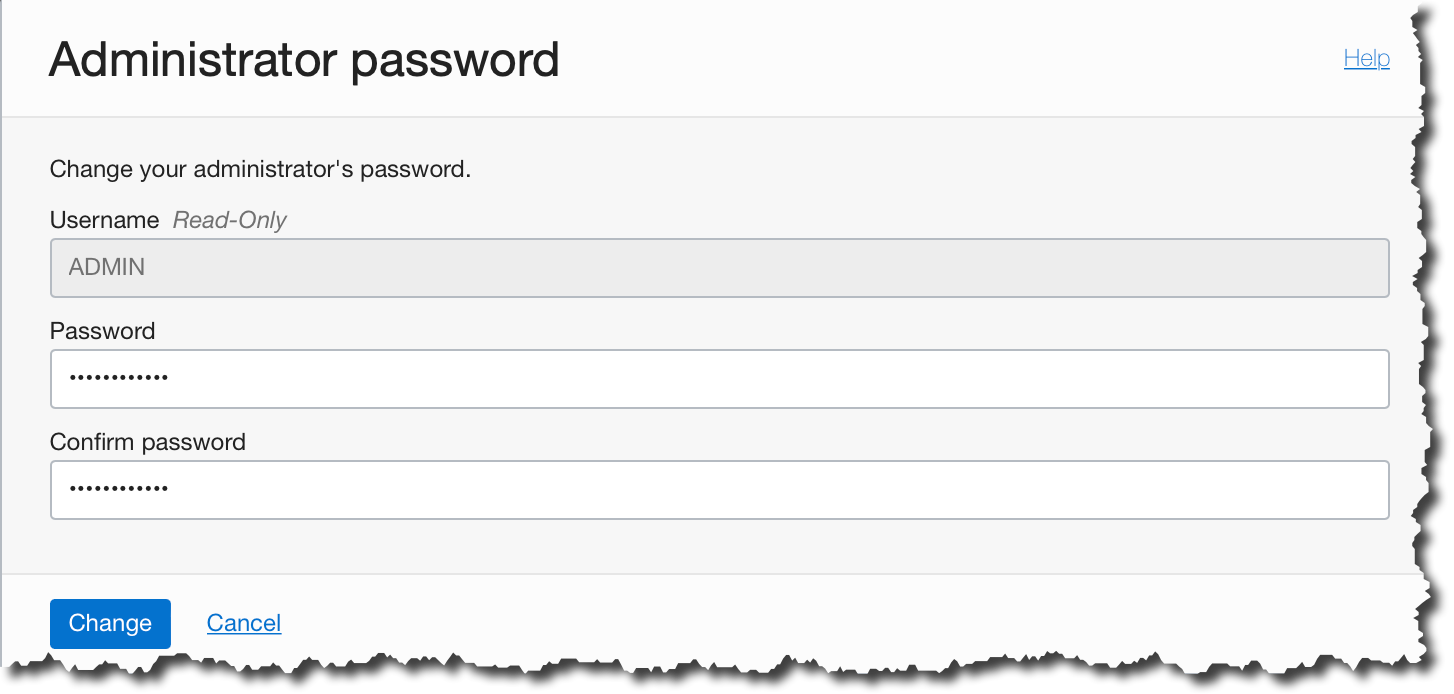 Administrator password
Help
Change your administrator's password.
Username Read-Only
ADMIN
Password
••••••••••••
Confirm password
••••••••••••
Change Cancel